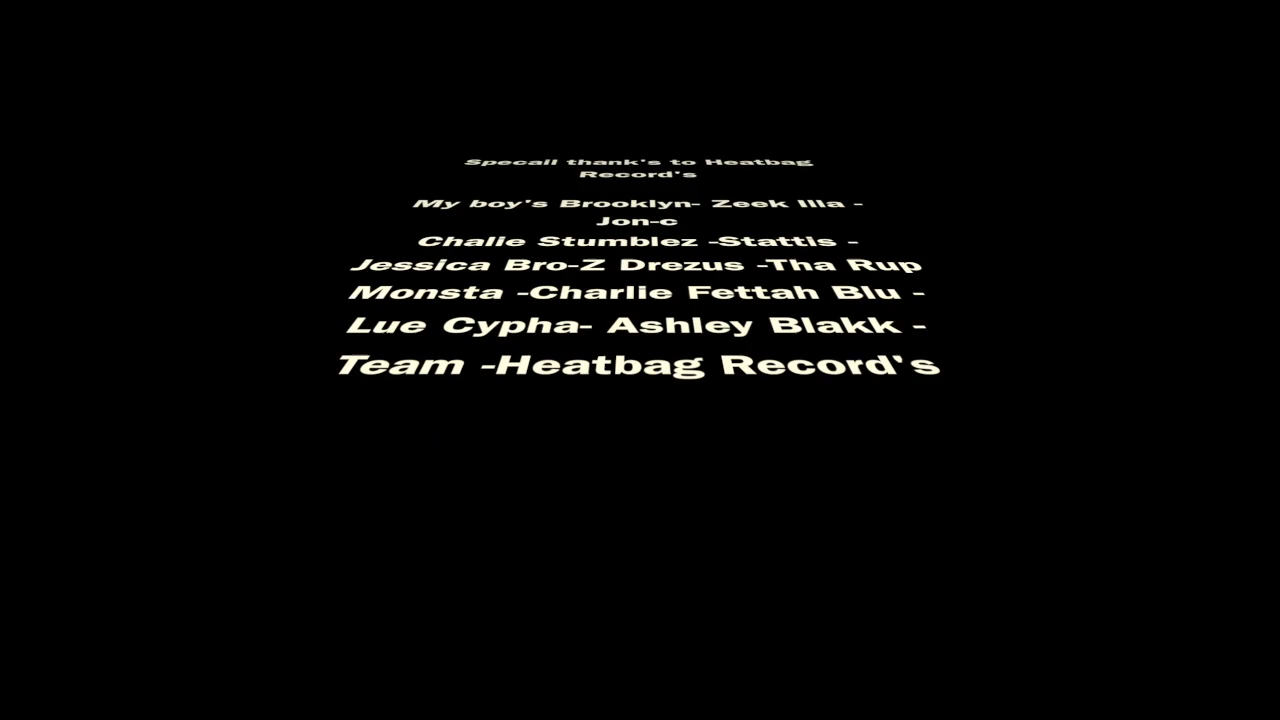 Specail thank's to Heatbag
Record's
My boy's Brooklyn- Zeek Illa -
Jon-c
Chalie Stumblez -Stattis -
Jessica Bro-Z Drezus -Tha Rup
Monsta -Charlie Fettah Blu -
Lue Cypha- Ashley Blakk -
Team -Heatbag Record's